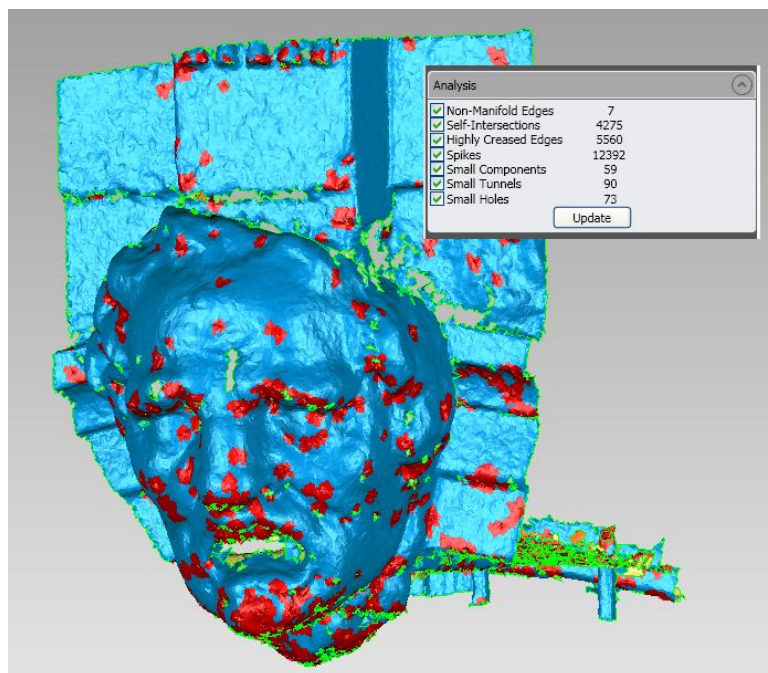 Analysis
Non-Manifold Edges 7
Self-Intersections 4275
Highly Creased Edges 5560
Spikes 12392
Small Components 59
Small Tunnels 90
Small Holes 73
Update